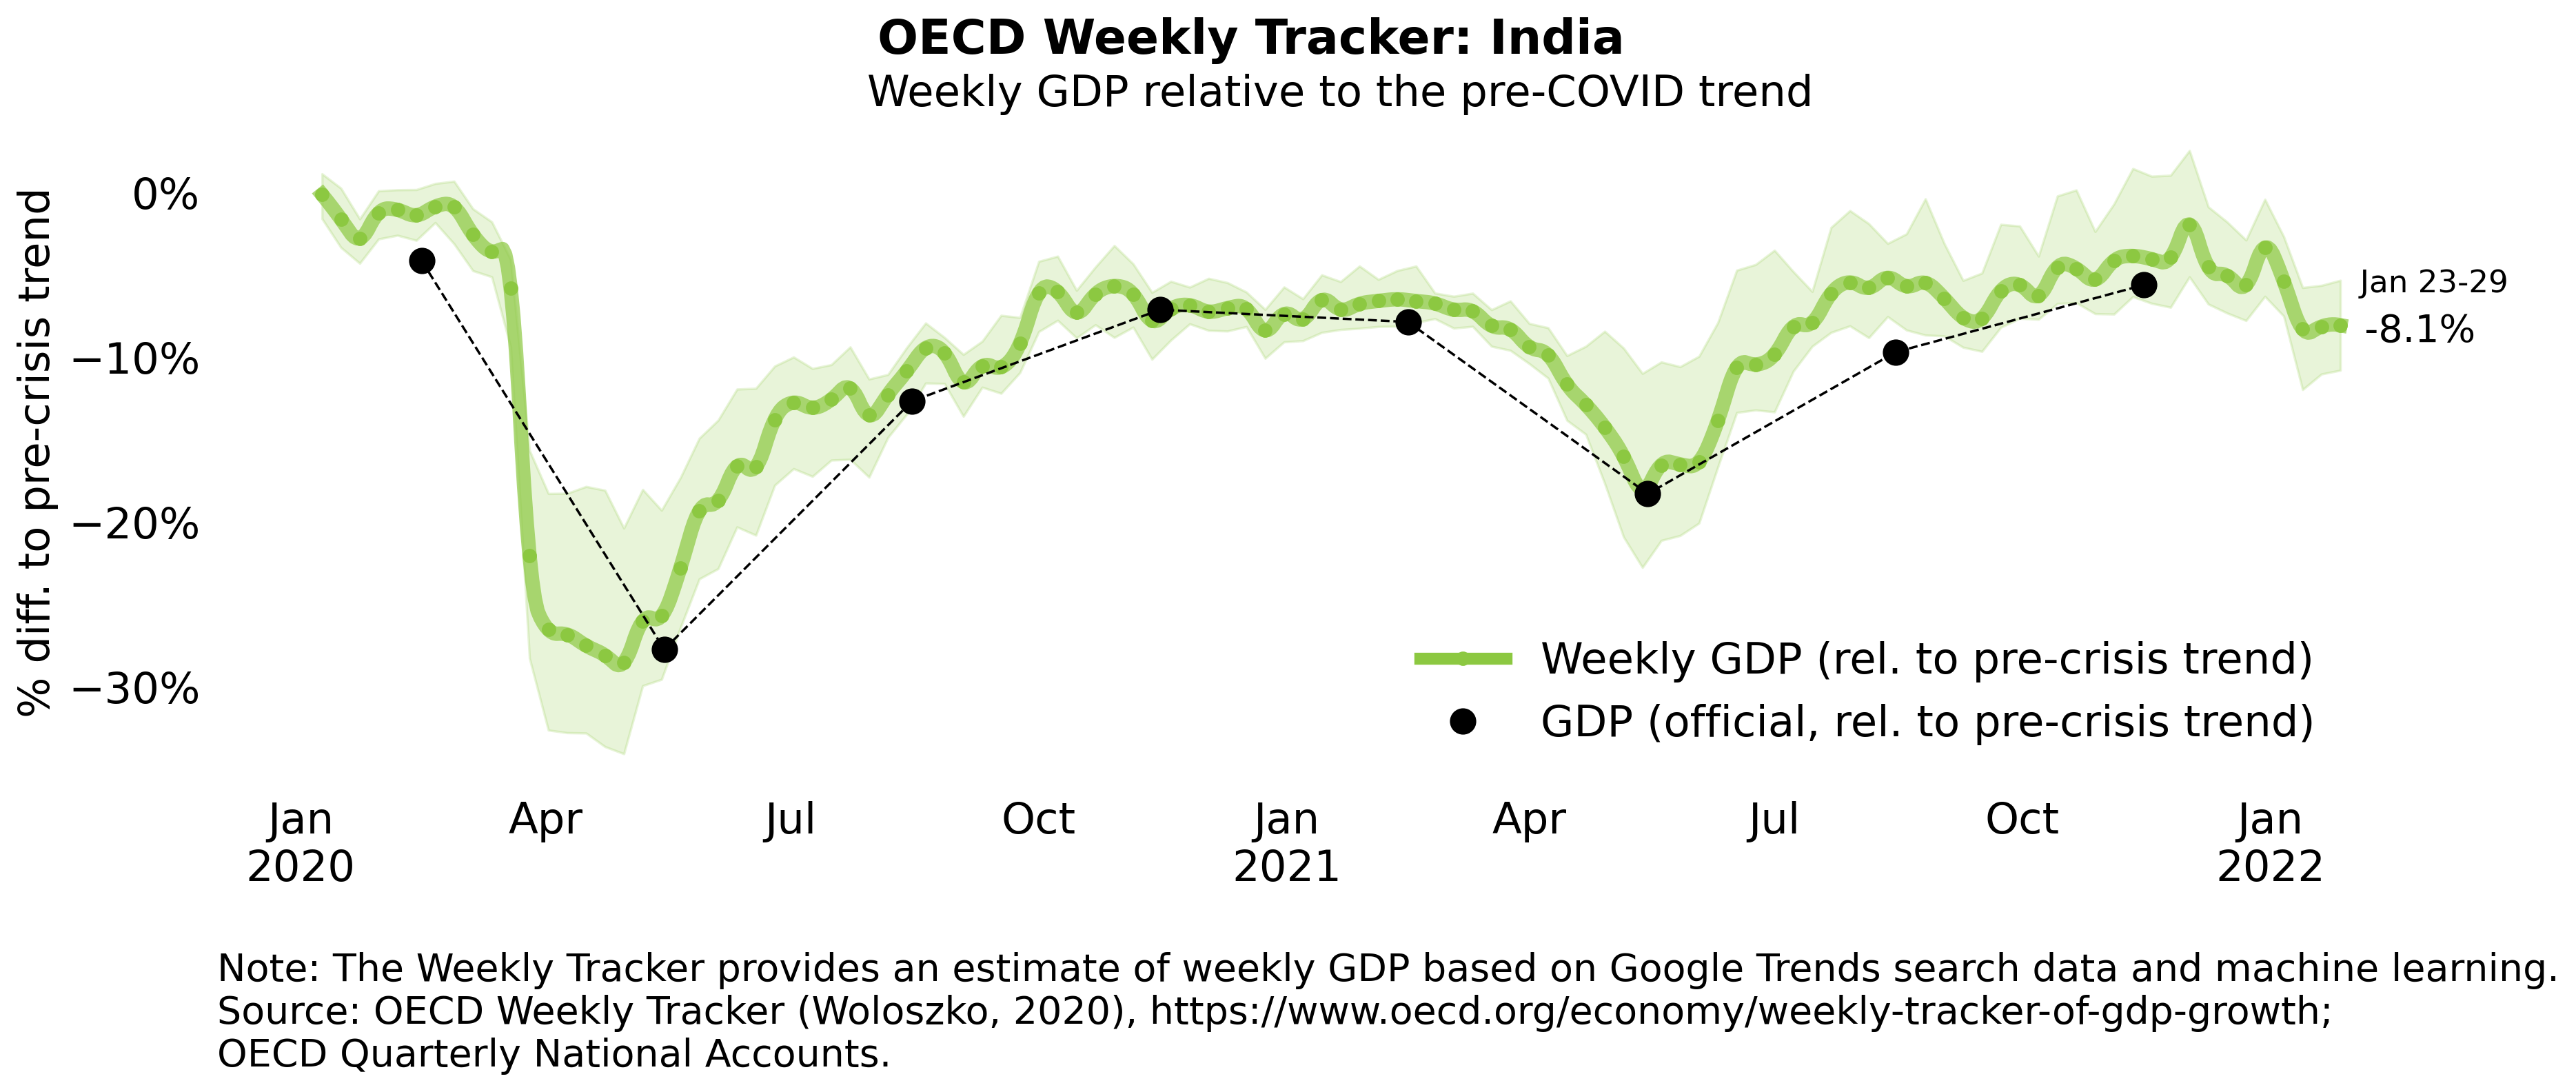 OECD Weekly Tracker: India
Weekly GDP relative to the pre-COVID trend
% diff. to pre-crisis trend
0%
−10%
−20%
−30%
Jan 23-29
-8.1%
Weekly GDP (rel. to pre-crisis trend)
GDP (official, rel. to pre-crisis trend)
Jan Apr Jul Oct Jan Apr Jul Oct Jan
2020 2021 2022
Note: The Weekly Tracker provides an estimate of weekly GDP based on Google Trends search data and machine learning.
Source: OECD Weekly Tracker (Woloszko, 2020), https://www.oecd.org/economy/weekly-tracker-of-gdp-growth;
OECD Quarterly National Accounts.